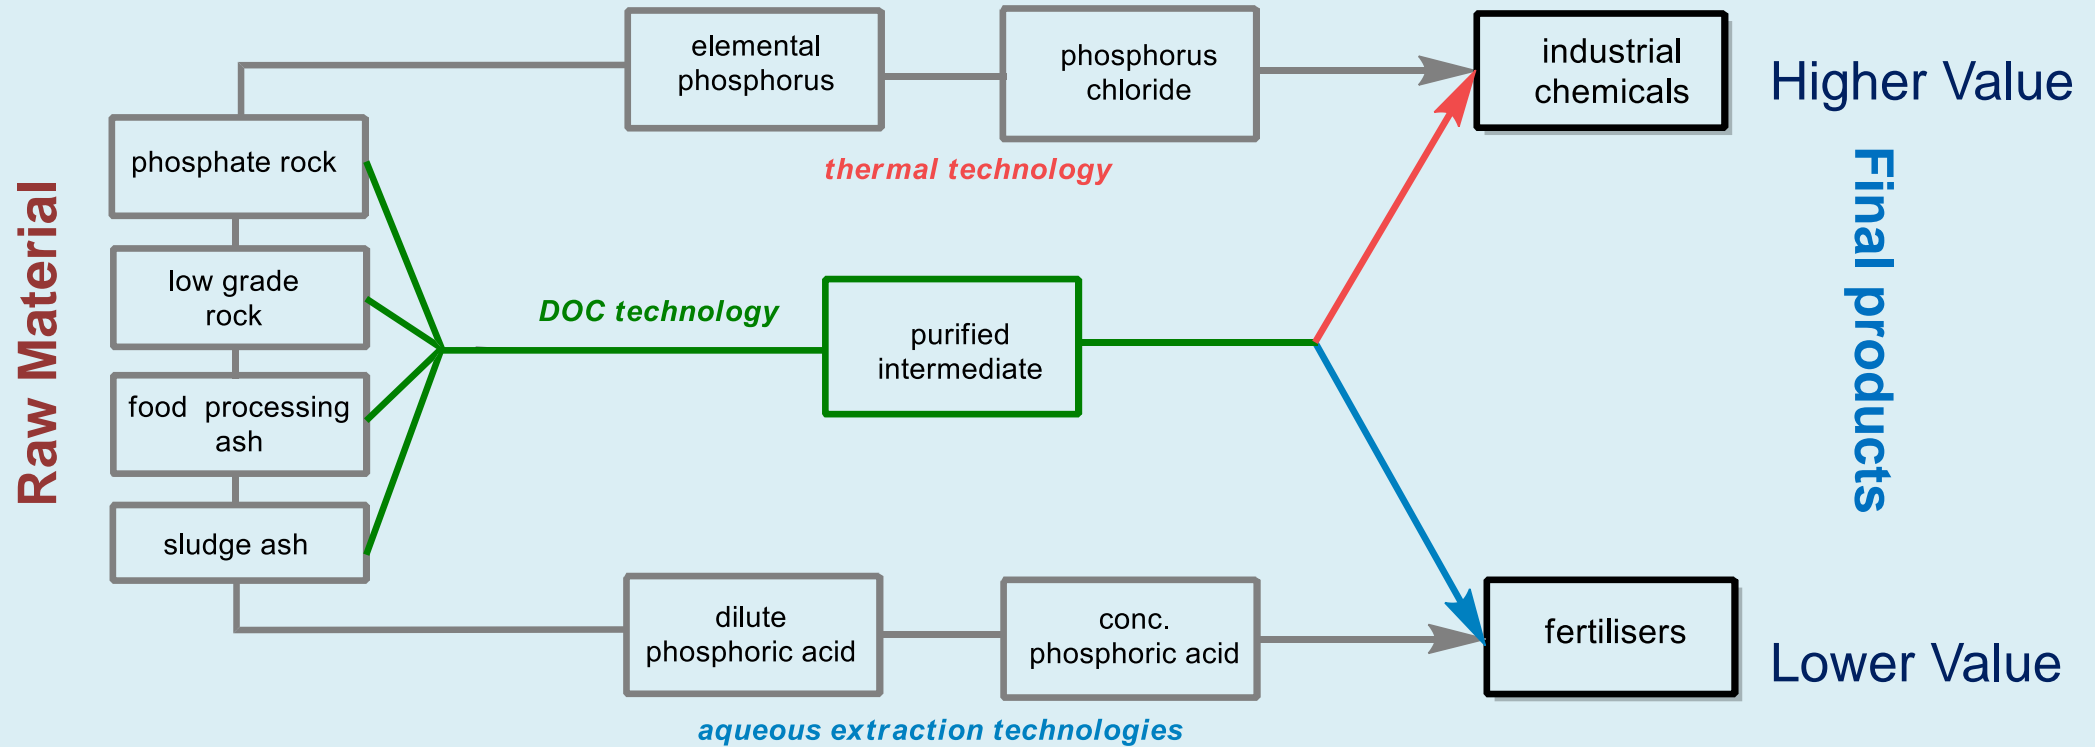 elemental
phosphorus
phosphorus
chloride
industrial
chemicals
Higher Value
thermal technology
Raw Material
phosphate rock
low grade
rock
food processing
ash
sludge ash
DOC technology
purified
intermediate
Final products
dilute
phosphoric acid
conc.
phosphoric acid
fertilisers
Lower Value
aqueous extraction technologies